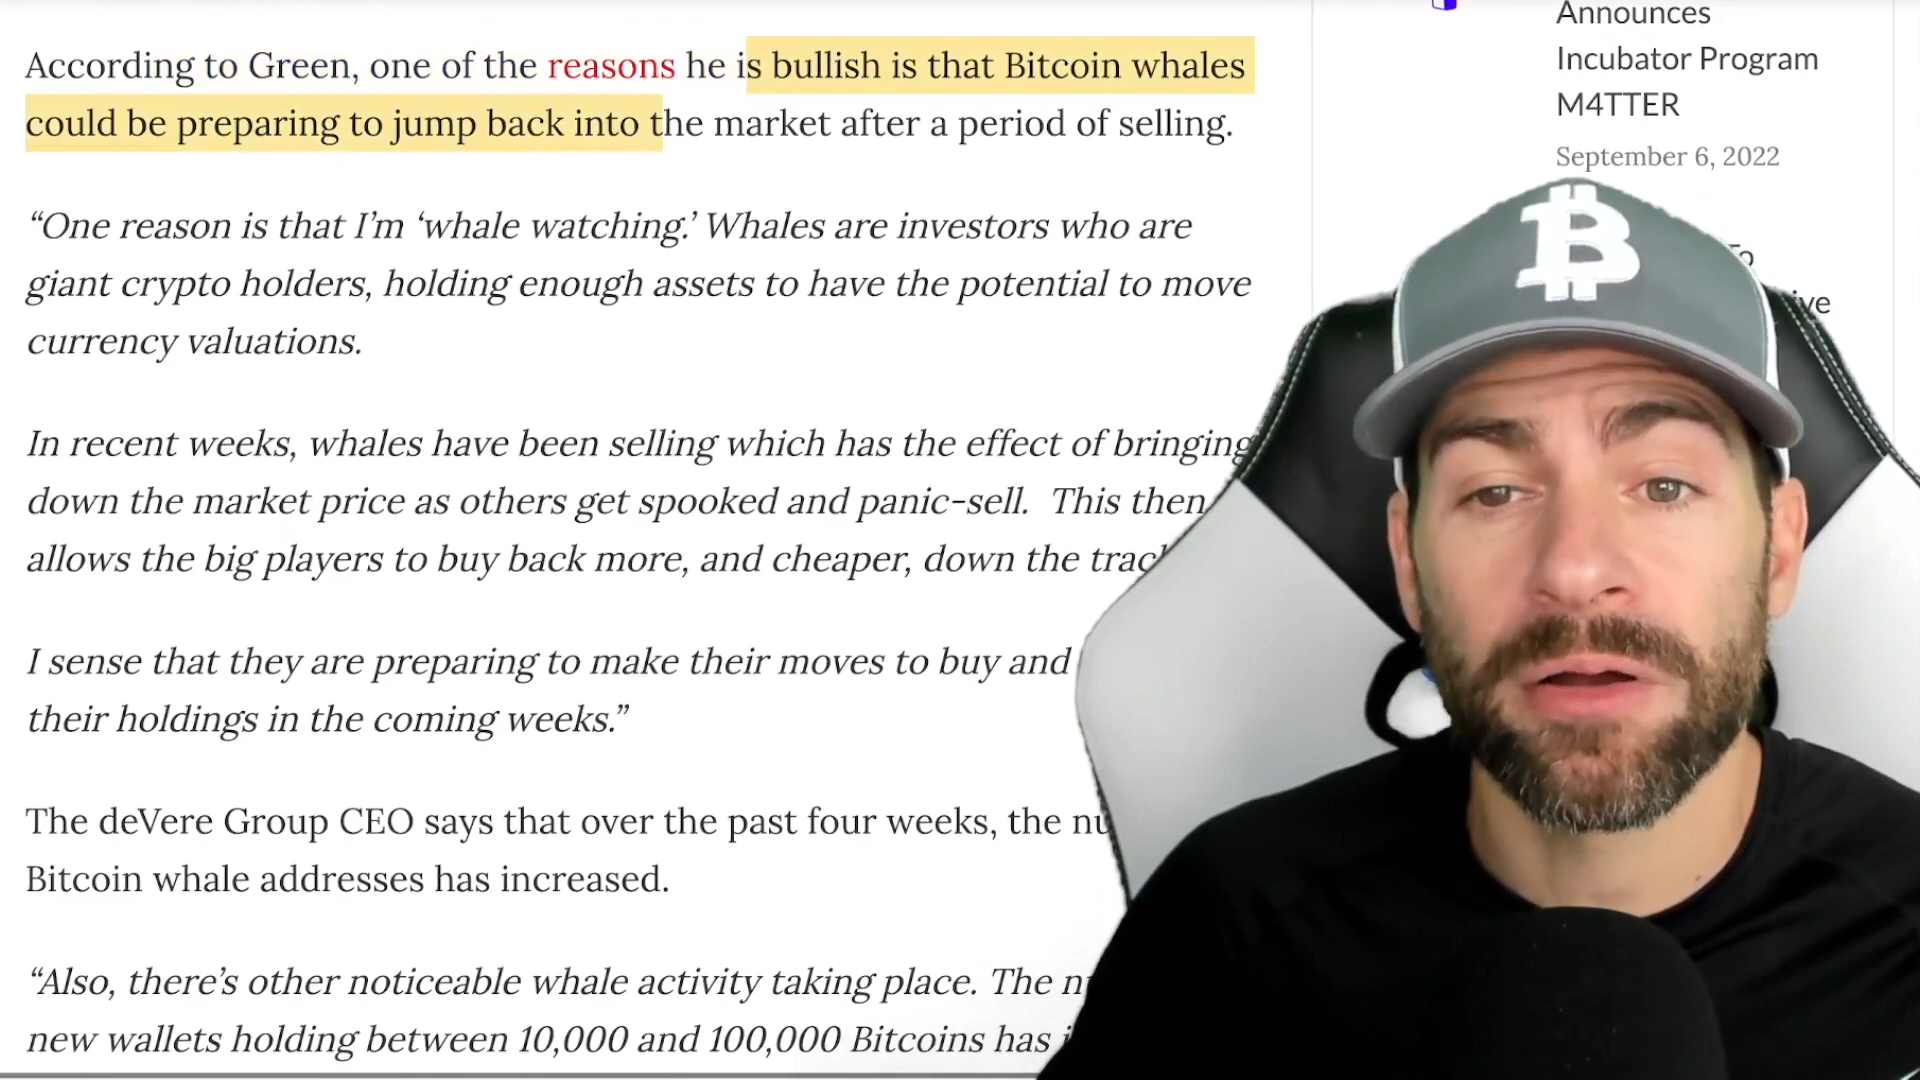 According to Green, one of the reasons he is bullish is that Bitcoin whales
could be preparing to jump back into the market after a period of selling.
“One reason is that I’m ‘whale watching.’ Whales are investors who are
giant crypto holders, holding enough assets to have the potential to move
currency valuations.
In recent weeks, whales have been selling which has the effect of bringing
down the market price as others get spooked and panic-sell. This then
allows the big players to buy back more, and cheaper, down the
I sense that they are preparing to make their moves to buy and
their holdings in the coming weeks.”
The deVere Group CEO says that over the past four weeks, the
Bitcoin whale addresses has increased.
“Also, there’s other noticeable whale activity taking place. The
new wallets holding between 10,000 and 100,000 Bitcoins has
Announces
Incubator Program
M4TTER
September 6, 2022